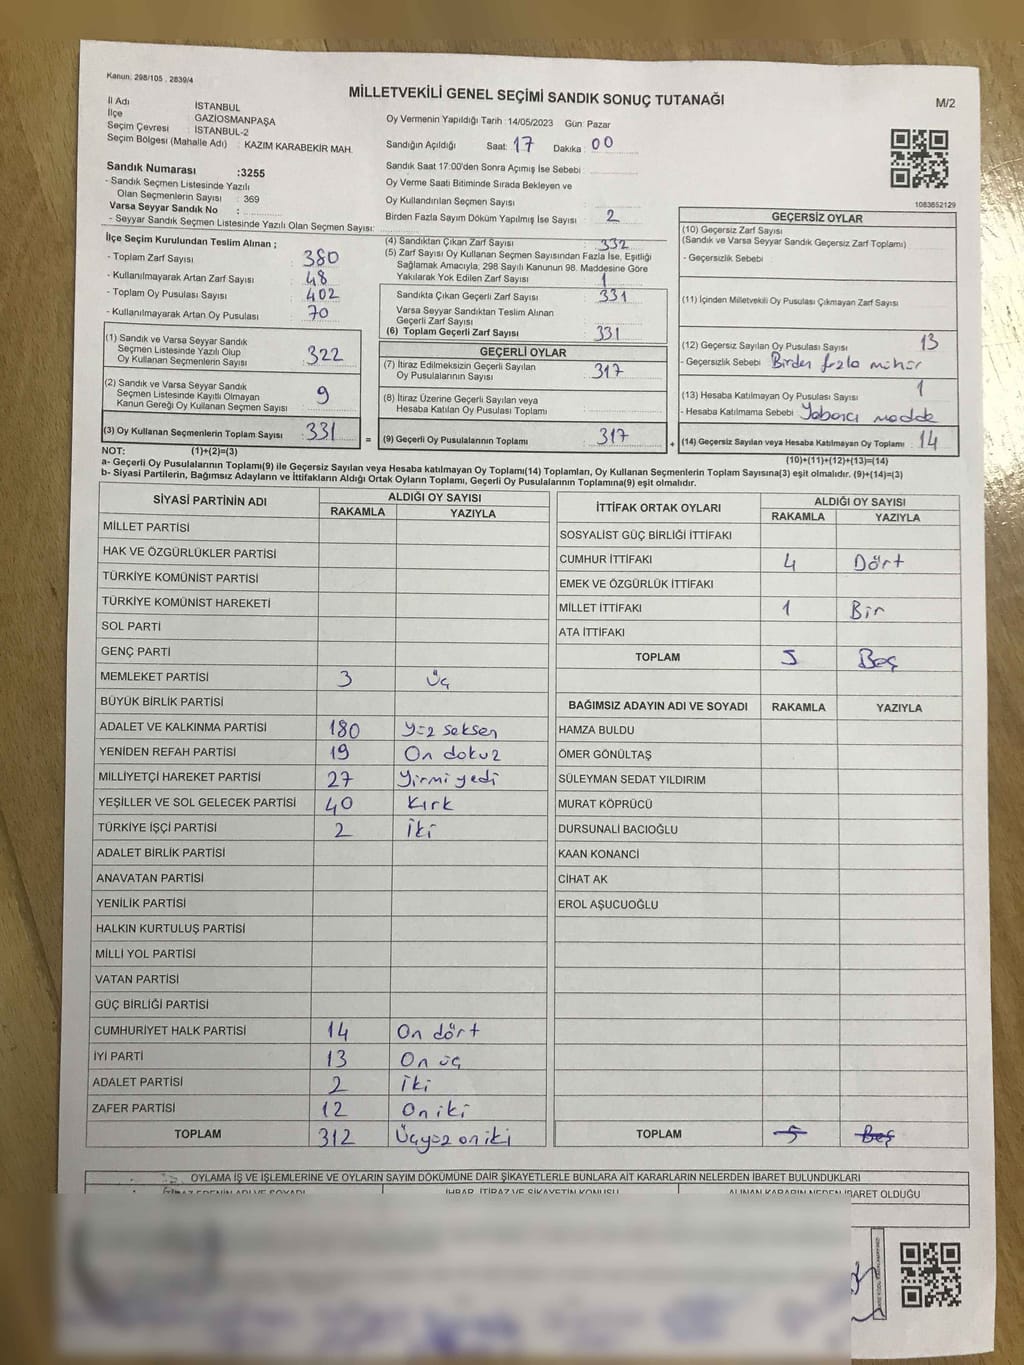 Kanun: 298/105 , 2839/4
MİLLETVEKİLİ GENEL SEÇİMİ SANDIK SONUÇ TUTANAĞI
M/2
İl Adı İSTANBUL
İlçe GAZİOSMANPAŞA
Seçim Çevresi : İSTANBUL-2
Seçim Bölgesi (Mahalle Adı) : KAZIM KARABEKİR MAH.
Sandık Numarası :3255
- Sandık Seçmen Listesinde Yazılı
Olan Seçmenlerin Sayısı : 369
Varsa Seyyar Sandık No :
- Seyyar Sandık Seçmen Listesinde Yazılı Olan Seçmen Sayısı:
Oy Vermenin Yapıldığı Tarih :14/05/2023 Gün: Pazar
Sandığın Açıldığı Saat: 17 Dakika: 00
Sandık Saat 17:00'den Sonra Açımış İse Sebebi :
Oy Verme Saati Bitiminde Sırada Bekleyen ve
Oy Kullandırılan Seçmen Sayısı :
Birden Fazla Sayım Döküm Yapılmış İse Sayısı : 2
1083652129
İlçe Seçim Kurulundan Teslim Alınan ;
- Toplam Zarf Sayısı : 380
- Kullanılmayarak Artan Zarf Sayısı : 48
- Toplam Oy Pusulası Sayısı : 402
- Kullanılmayarak Artan Oy Pusulası : 70
(1) Sandık ve Varsa Seyyar Sandık
Seçmen Listesinde Yazılı Olup
Oy Kullanan Seçmenlerin Sayısı : 322
(2) Sandık ve Varsa Seyyar Sandık
Seçmen Listesinde Kayıtlı Olmayan
Kanun Gereği Oy Kullanan Seçmen Sayısı : 9
(3) Oy Kullanan Seçmenlerin Toplam Sayısı : 331
(4) Sandıktan Çıkan Zarf Sayısı : 332
(5) Zarf Sayısı Oy Kullanan Seçmen Sayısından Fazla İse, Eşitliği
Sağlamak Amacıyla, 298 Sayılı Kanunun 98. Maddesine Göre
Yakılarak Yok Edilen Zarf Sayısı : 1
Sandıkta Çıkan Geçerli Zarf Sayısı : 331
Varsa Seyyar Sandıktan Teslim Alınan
Geçerli Zarf Sayısı :
(6) Toplam Geçerli Zarf Sayısı : 331
GEÇERLİ OYLAR
(7) İtiraz Edilmeksizin Geçerli Sayılan
Oy Pusulalarının Sayısı : 317
(8) İtiraz Üzerine Geçerli Sayılan veya
Hesaba Katılan Oy Pusulası Toplamı :
= (9) Geçerli Oy Pusulalarının Toplamı : 317
GEÇERSİZ OYLAR
(10) Geçersiz Zarf Sayısı
(Sandık ve Varsa Seyyar Sandık Geçersiz Zarf Toplamı)
- Geçersizlik Sebebi :
(11) İçinden Milletvekili Oy Pusulası Çıkmayan Zarf Sayısı
(12) Geçersiz Sayılan Oy Pusulası Sayısı : 13
- Geçersizlik Sebebi : Birden fazla mühür
(13) Hesaba Katılmayan Oy Pusulası Sayısı : 1
- Hesaba Katılmama Sebebi : Yabancı madde
+ (14) Geçersiz Sayılan veya Hesaba Katılmayan Oy Toplamı : 14
NOT: (1)+(2)=(3)
(10)+(11)+(12)+(13)=(14)
a- Geçerli Oy Pusulalarının Toplamı(9) ile Geçersiz Sayılan veya Hesaba katılmayan Oy Toplamı(14) Toplamları, Oy Kullanan Seçmenlerin Toplam Sayısına(3) eşit olmalıdır. (9)+(14)=(3)
b- Siyasi Partilerin, Bağımsız Adayların ve İttifakların Aldığı Ortak Oyların Toplamı, Geçerli Oy Pusulalarının Toplamına(9) eşit olmalıdır.
SİYASİ PARTİNİN ADI ALDIĞI OY SAYISI
RAKAMLA YAZIYLA
MİLLET PARTİSİ
HAK VE ÖZGÜRLÜKLER PARTİSİ
TÜRKİYE KOMÜNİST PARTİSİ
TÜRKİYE KOMÜNİST HAREKETİ
SOL PARTİ
GENÇ PARTİ
MEMLEKET PARTİSİ 3 üç
BÜYÜK BİRLİK PARTİSİ
ADALET VE KALKINMA PARTİSİ 180 yüz seksen
YENİDEN REFAH PARTİSİ 19 On dokuz
MİLLİYETÇİ HAREKET PARTİSİ 27 Yirmi yedi
YEŞİLLER VE SOL GELECEK PARTİSİ 40 Kırk
TÜRKİYE İŞÇİ PARTİSİ 2 İki
ADALET BİRLİK PARTİSİ
ANAVATAN PARTİSİ
YENİLİK PARTİSİ
HALKIN KURTULUŞ PARTİSİ
MİLLİ YOL PARTİSİ
VATAN PARTİSİ
GÜÇ BİRLİĞİ PARTİSİ
CUMHURİYET HALK PARTİSİ 14 On dört
İYİ PARTİ 13 On üç
ADALET PARTİSİ 2 İki
ZAFER PARTİSİ 12 On iki
TOPLAM 312 Üçyüz on iki
İTTİFAK ORTAK OYLARI ALDIĞI OY SAYISI
RAKAMLA YAZIYLA
SOSYALİST GÜÇ BİRLİĞİ İTTİFAKI
CUMHUR İTTİFAKI 4 Dört
EMEK VE ÖZGÜRLÜK İTTİFAKI
MİLLET İTTİFAKI 1 Bir
ATA İTTİFAKI
TOPLAM 5 Beş
BAĞIMSIZ ADAYIN ADI VE SOYADI RAKAMLA YAZIYLA
HAMZA BULDU
ÖMER GÖNÜLTAŞ
SÜLEYMAN SEDAT YILDIRIM
MURAT KÖPRÜCÜ
DURSUNALİ BACIOĞLU
KAAN KONANCİ
CİHAT AK
EROL AŞUCUOĞLU
TOPLAM 5 Beş
OYLAMA İŞ VE İŞLEMLERİNE VE OYLARIN SAYIM DÖKÜMÜNE DAİR ŞİKAYETLERLE BUNLARA AİT KARARLARIN NELERDEN İBARET BULUNDUKLARI
İTİRAZ EDENİN ADI VE SOYADI İHBAR, İTİRAZ VE ŞİKAYETİN KONUSU ALINAN KARARIN NEDEN İBARET OLDUĞU